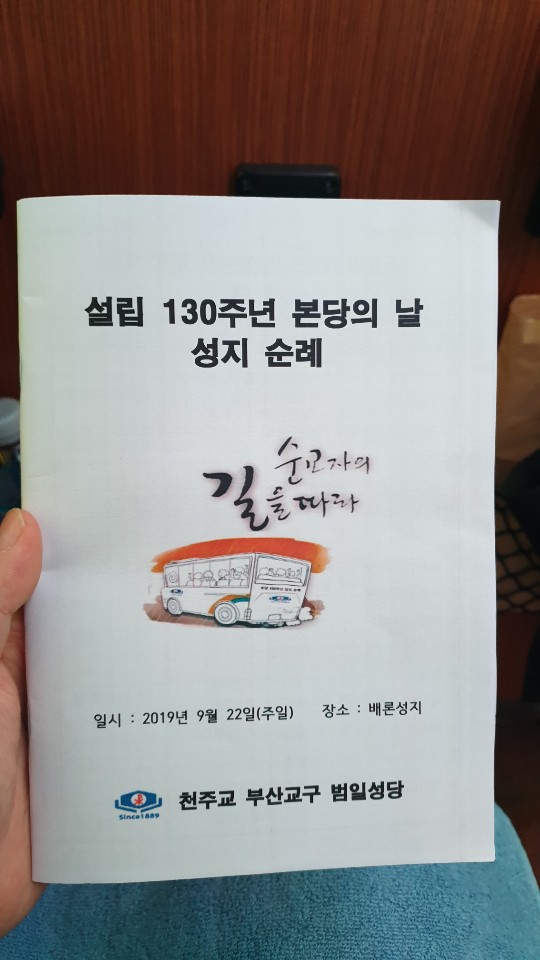 설립 130주년 본당의 날
성지 순례
순교자의
길을 따라
일시 : 2019년 9월 22일(주일) 장소 : 배론성지
Since1889
천주교 부산교구 범일성당